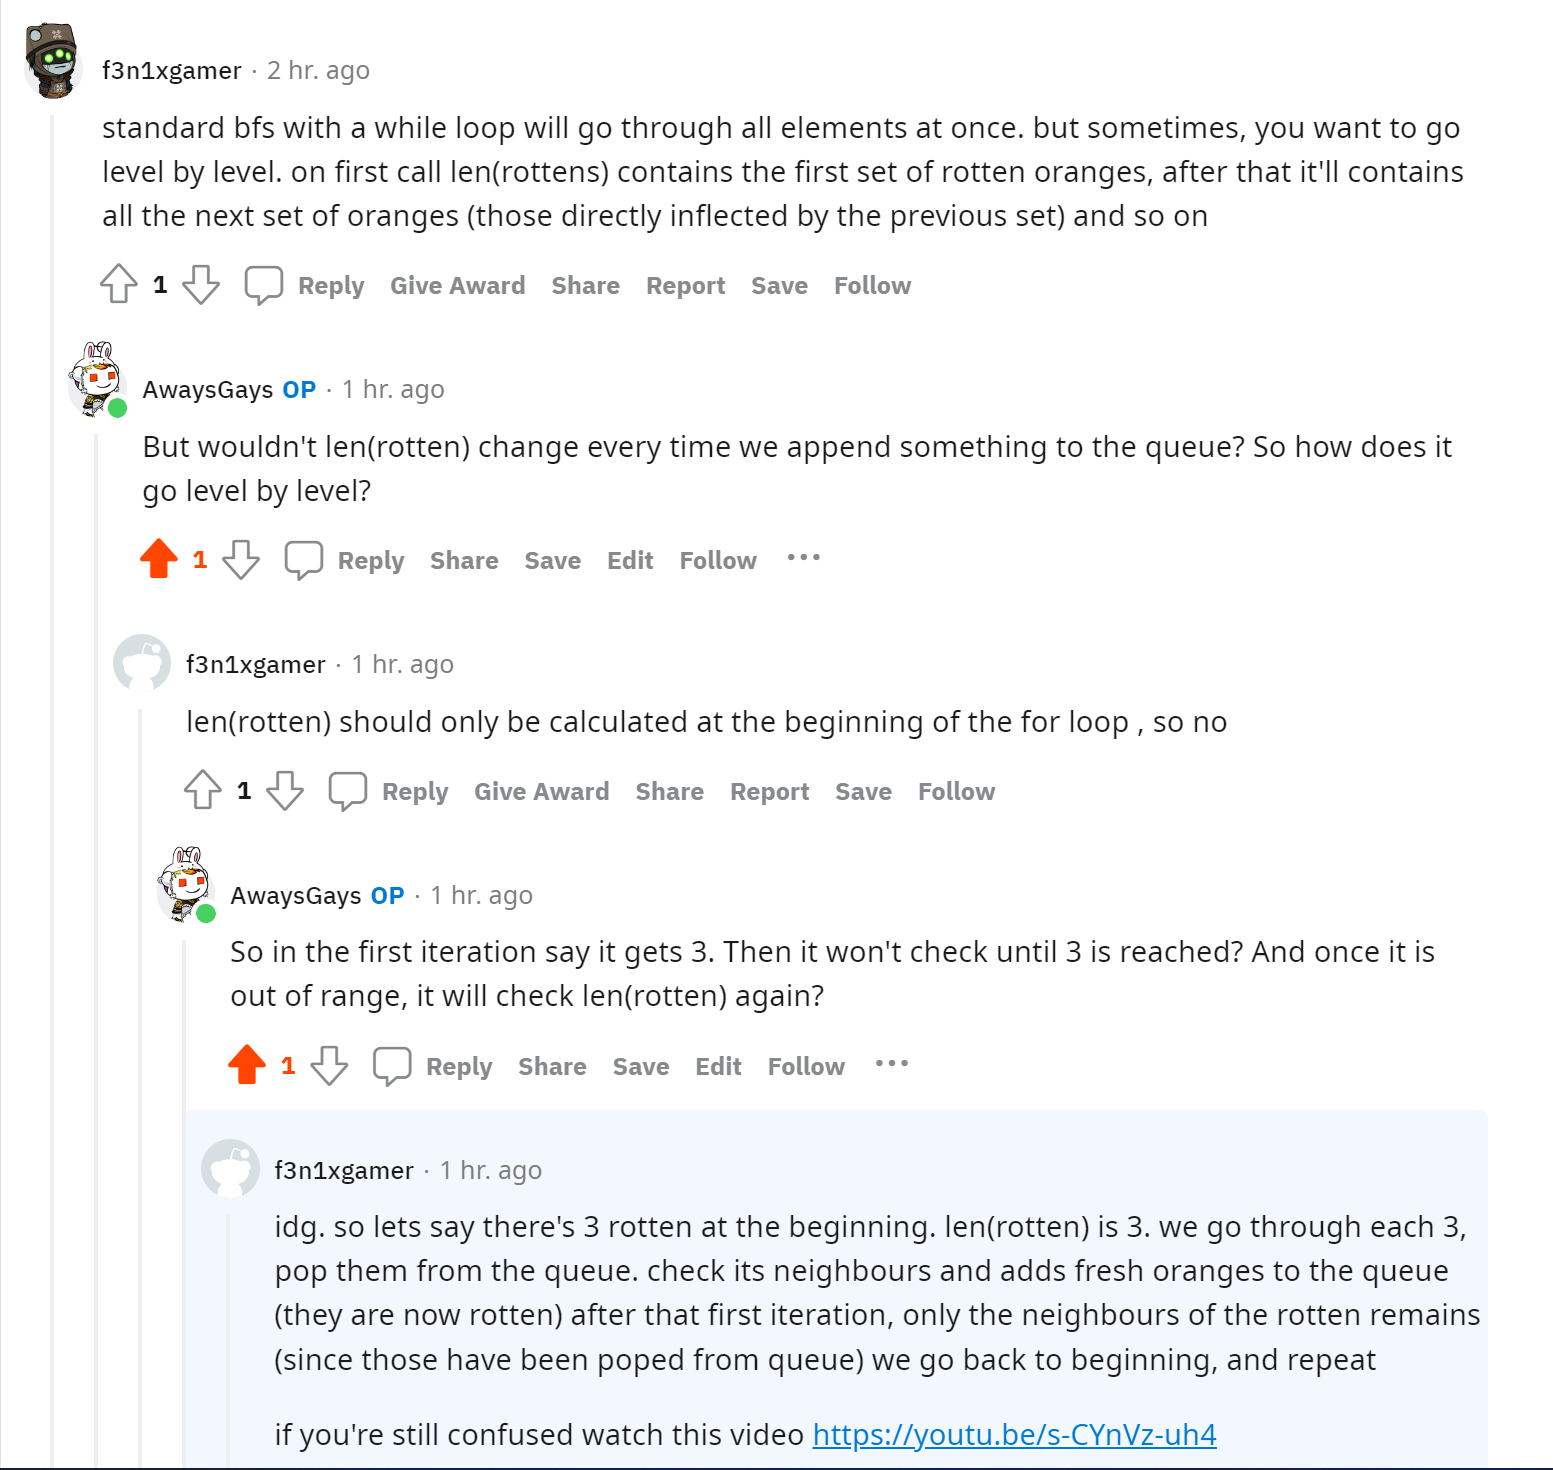 f3n1xgamer · 2 hr. ago
standard bfs with a while loop will go through all elements at once. but sometimes, you want to go
level by level. on first call len(rottens) contains the first set of rotten oranges, after that it'll contains
all the next set of oranges (those directly inflected by the previous set) and so on
1 Reply Give Award Share Report Save Follow
AwaysGays OP · 1 hr. ago
But wouldn't len(rotten) change every time we append something to the queue? So how does it
go level by level?
1 Reply Share Save Edit Follow ···
f3n1xgamer · 1 hr. ago
len(rotten) should only be calculated at the beginning of the for loop , so no
1 Reply Give Award Share Report Save Follow
AwaysGays OP · 1 hr. ago
So in the first iteration say it gets 3. Then it won't check until 3 is reached? And once it is
out of range, it will check len(rotten) again?
1 Reply Share Save Edit Follow ···
f3n1xgamer · 1 hr. ago
idg. so lets say there's 3 rotten at the beginning. len(rotten) is 3. we go through each 3,
pop them from the queue. check its neighbours and adds fresh oranges to the queue
(they are now rotten) after that first iteration, only the neighbours of the rotten remains
(since those have been poped from queue) we go back to beginning, and repeat
if you're still confused watch this video https://youtu.be/s-CYnVz-uh4